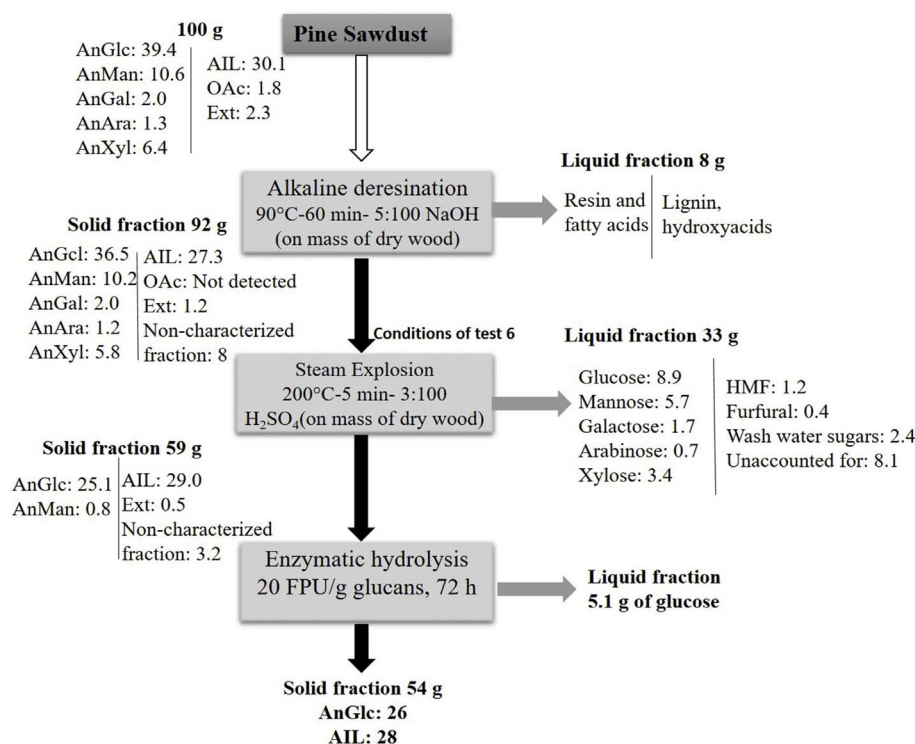 100 g
Pine Sawdust
AnGlc: 39.4
AnMan: 10.6
AnGal: 2.0
AnAra: 1.3
AnXyl: 6.4
AIL: 30.1
OAc: 1.8
Ext: 2.3
Alkaline deresination
90°C-60 min- 5:100 NaOH
(on mass of dry wood)
Liquid fraction 8 g
Resin and
fatty acids
Lignin,
hydroxyacids
Solid fraction 92 g
AnGcl: 36.5
AnMan: 10.2
AnGal: 2.0
AnAra: 1.2
AnXyl: 5.8
AIL: 27.3
OAc: Not detected
Ext: 1.2
Non-characterized
fraction: 8
Conditions of test 6
Steam Explosion
200°C-5 min- 3:100
H₂SO₄(on mass of dry wood)
Liquid fraction 33 g
Glucose: 8.9
Mannose: 5.7
Galactose: 1.7
Arabinose: 0.7
Xylose: 3.4
HMF: 1.2
Furfural: 0.4
Wash water sugars: 2.4
Unaccounted for: 8.1
Solid fraction 59 g
AnGlc: 25.1
AnMan: 0.8
AIL: 29.0
Ext: 0.5
Non-characterized
fraction: 3.2
Enzymatic hydrolysis
20 FPU/g glucans, 72 h
Liquid fraction
5.1 g of glucose
Solid fraction 54 g
AnGlc: 26
AIL: 28